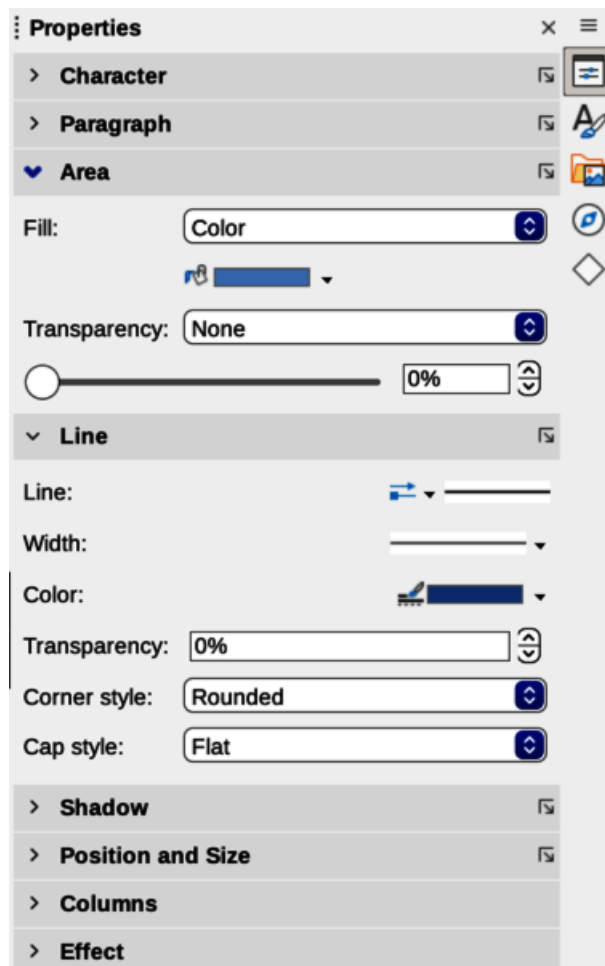 Properties
Character
Paragraph
Area
Fill: Color
Transparency: None
0%
Line
Line:
Width:
Color:
Transparency: 0%
Corner style: Rounded
Cap style: Flat
Shadow
Position and Size
Columns
Effect